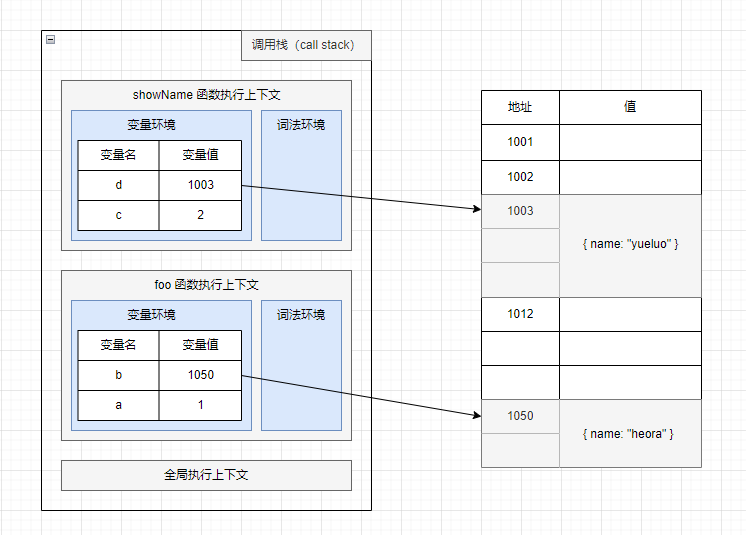 调用栈（call stack）
showName 函数执行上下文
变量环境
词法环境
变量名 变量值
d 1003
c 2
foo 函数执行上下文
变量环境
词法环境
变量名 变量值
b 1050
a 1
全局执行上下文
地址 值
1001
1002
1003
{ name: "yueluo" }
1012
1050
{ name: "heora" }